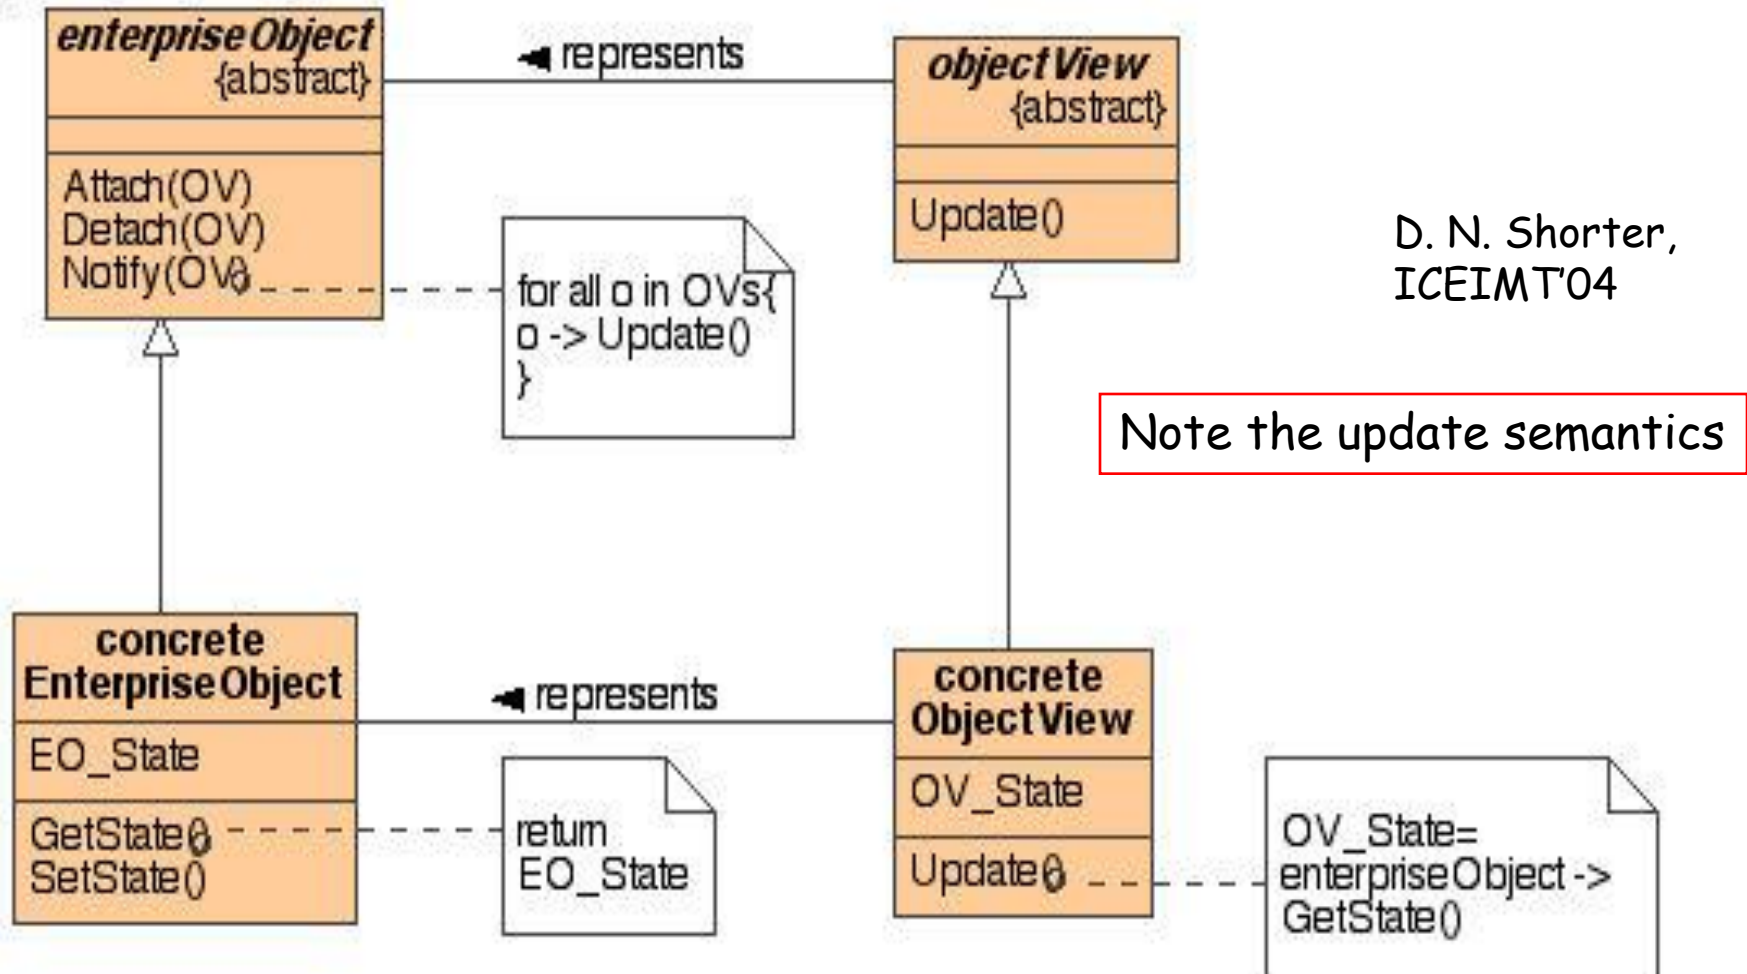 enterpriseObject
{abstract}
Attach(OV)
Detach(OV)
Notify(OV)
◄ represents
objectView
{abstract}
Update()
for all o in OVs{
o -> Update()
}
D. N. Shorter,
ICEIMT'04
Note the update semantics
concrete
EnterpriseObject
EO_State
GetState()
SetState()
◄ represents
return
EO_State
concrete
ObjectView
OV_State
Update()
OV_State=
enterpriseObject ->
GetState()